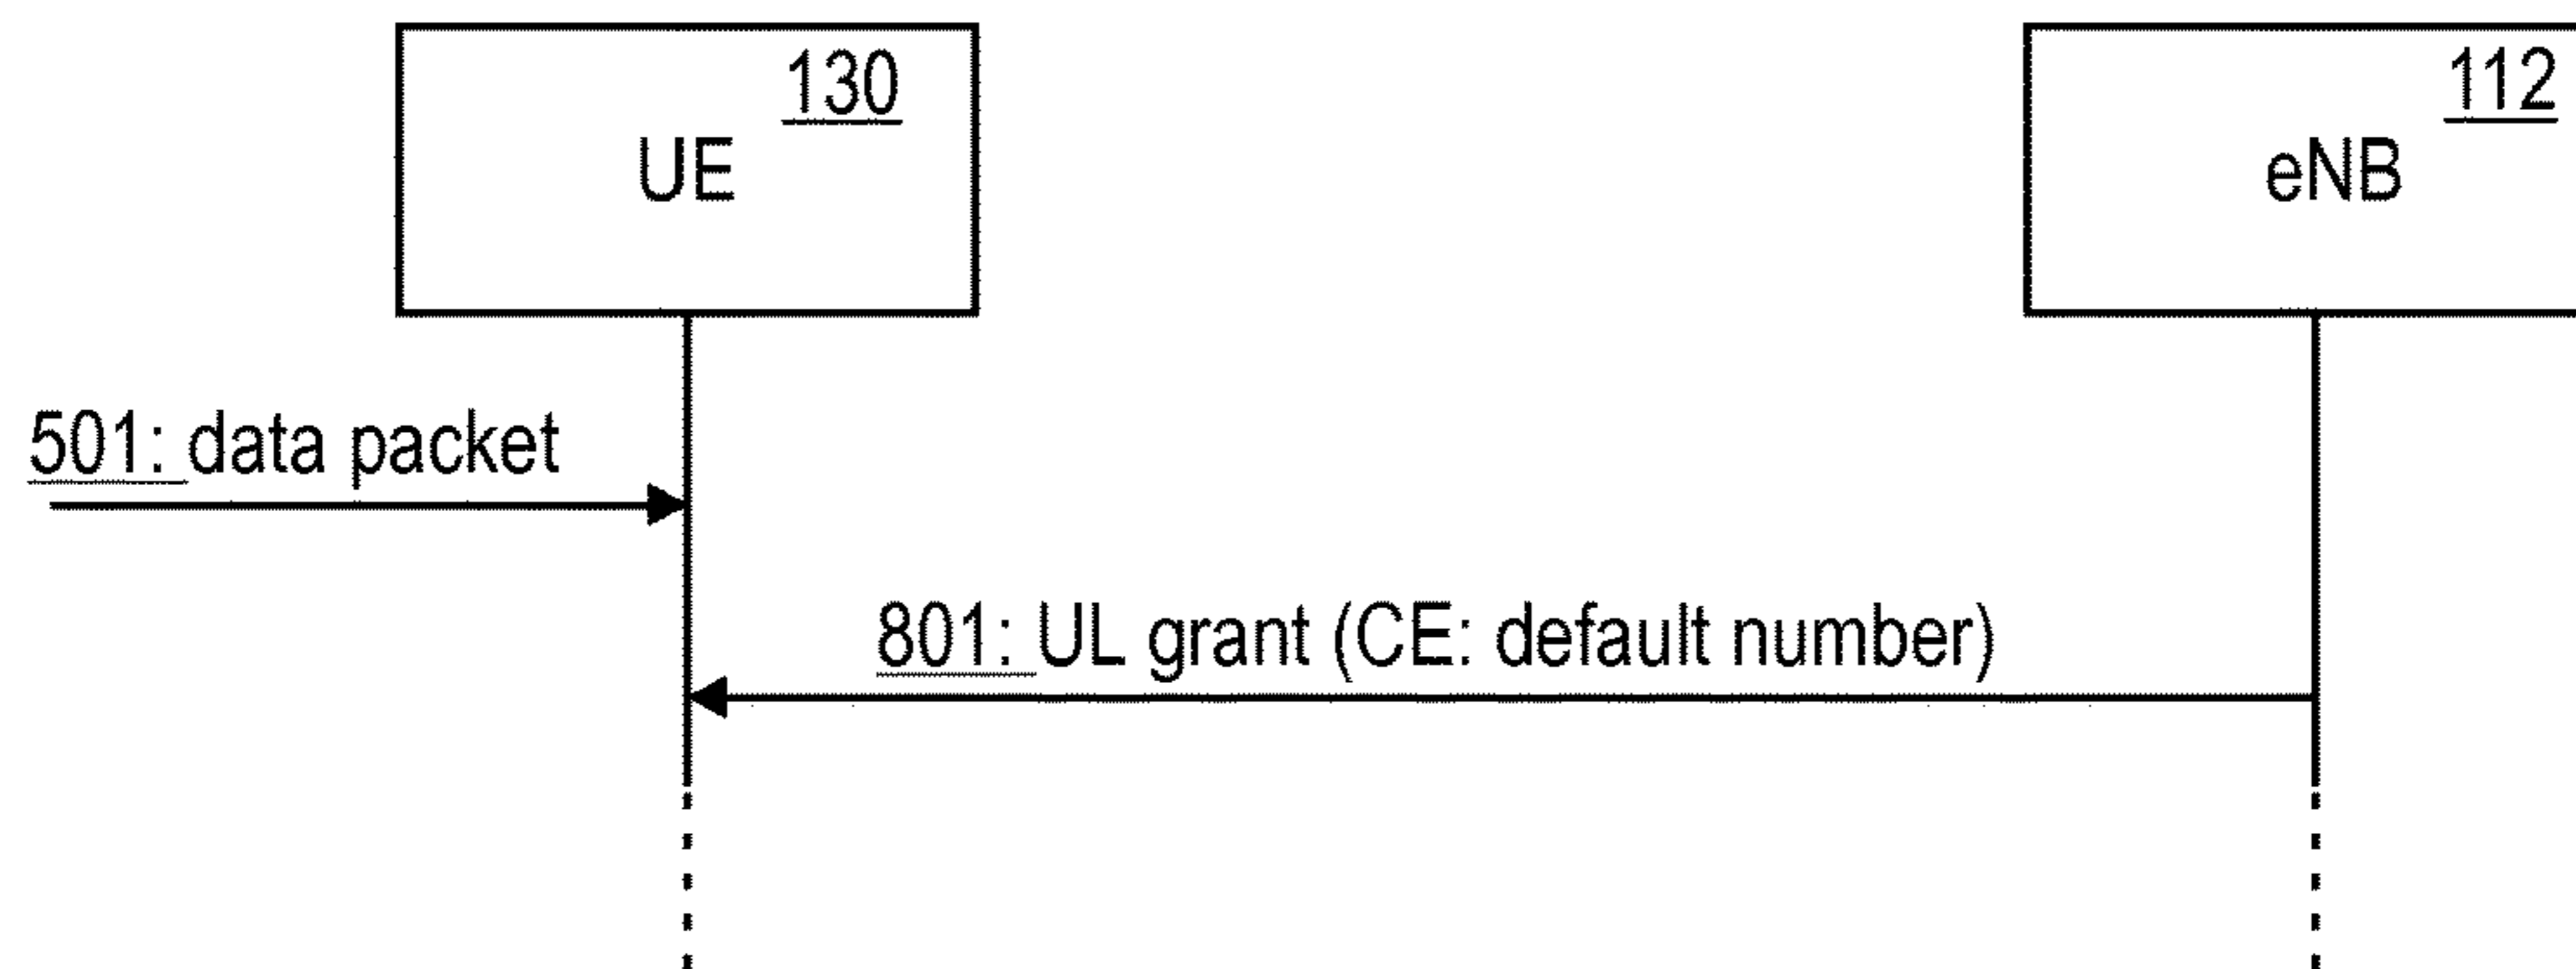 130
UE
112
eNB
501: data packet
801: UL grant (CE: default number)